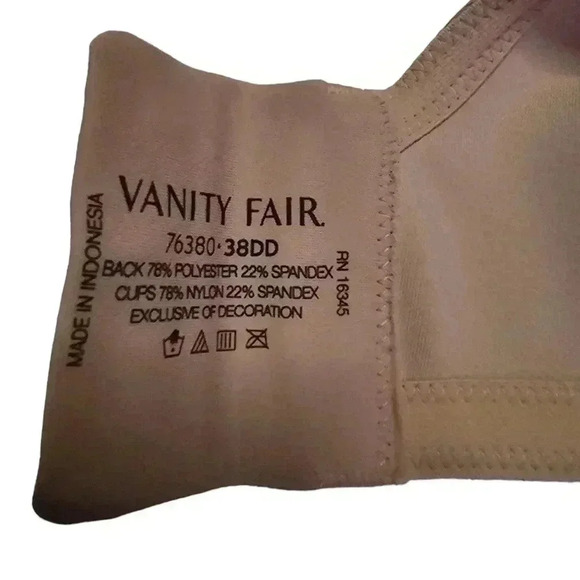 VANITY FAIR.
76380·38DD
BACK 78% POLYESTER 22% SPANDEX
CUPS 78% NYLON 22% SPANDEX
EXCLUSIVE OF DECORATION
MADE IN INDONESIA
RN 16345